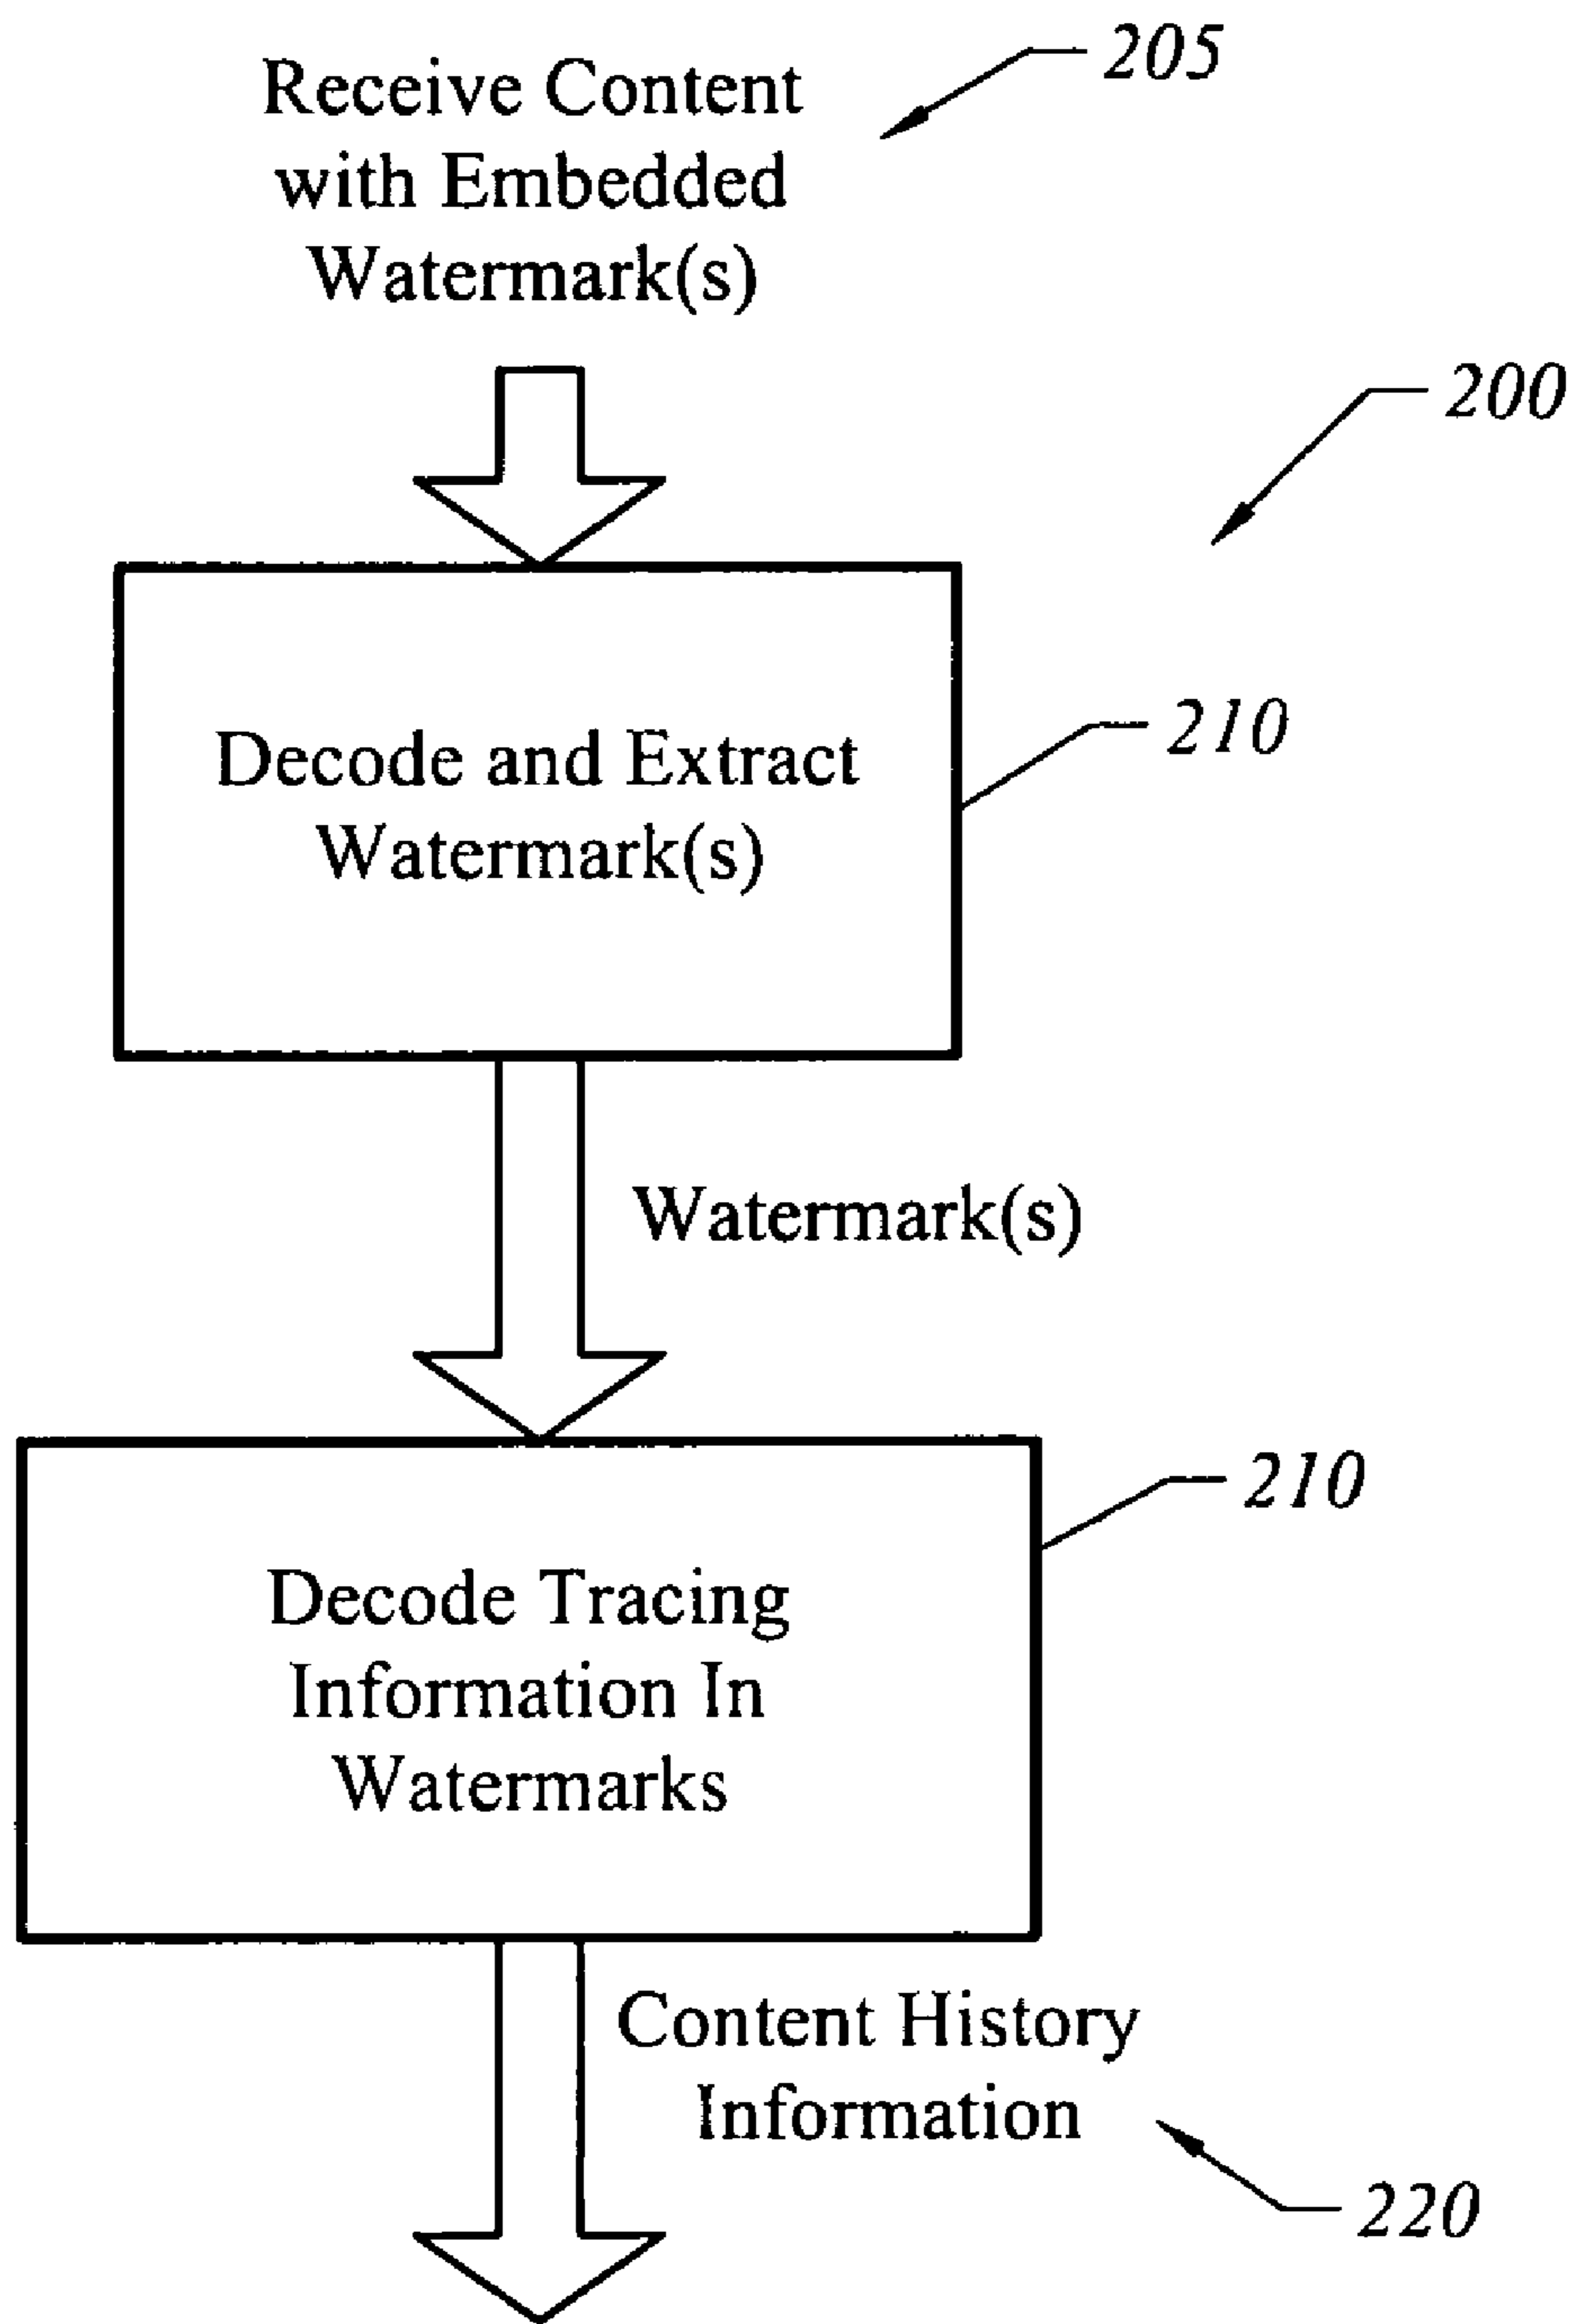 Receive Content
with Embedded
Watermark(s)
205
200
Decode and Extract
Watermark(s)
210
Watermark(s)
Decode Tracing
Information In
Watermarks
210
Content History
Information
220